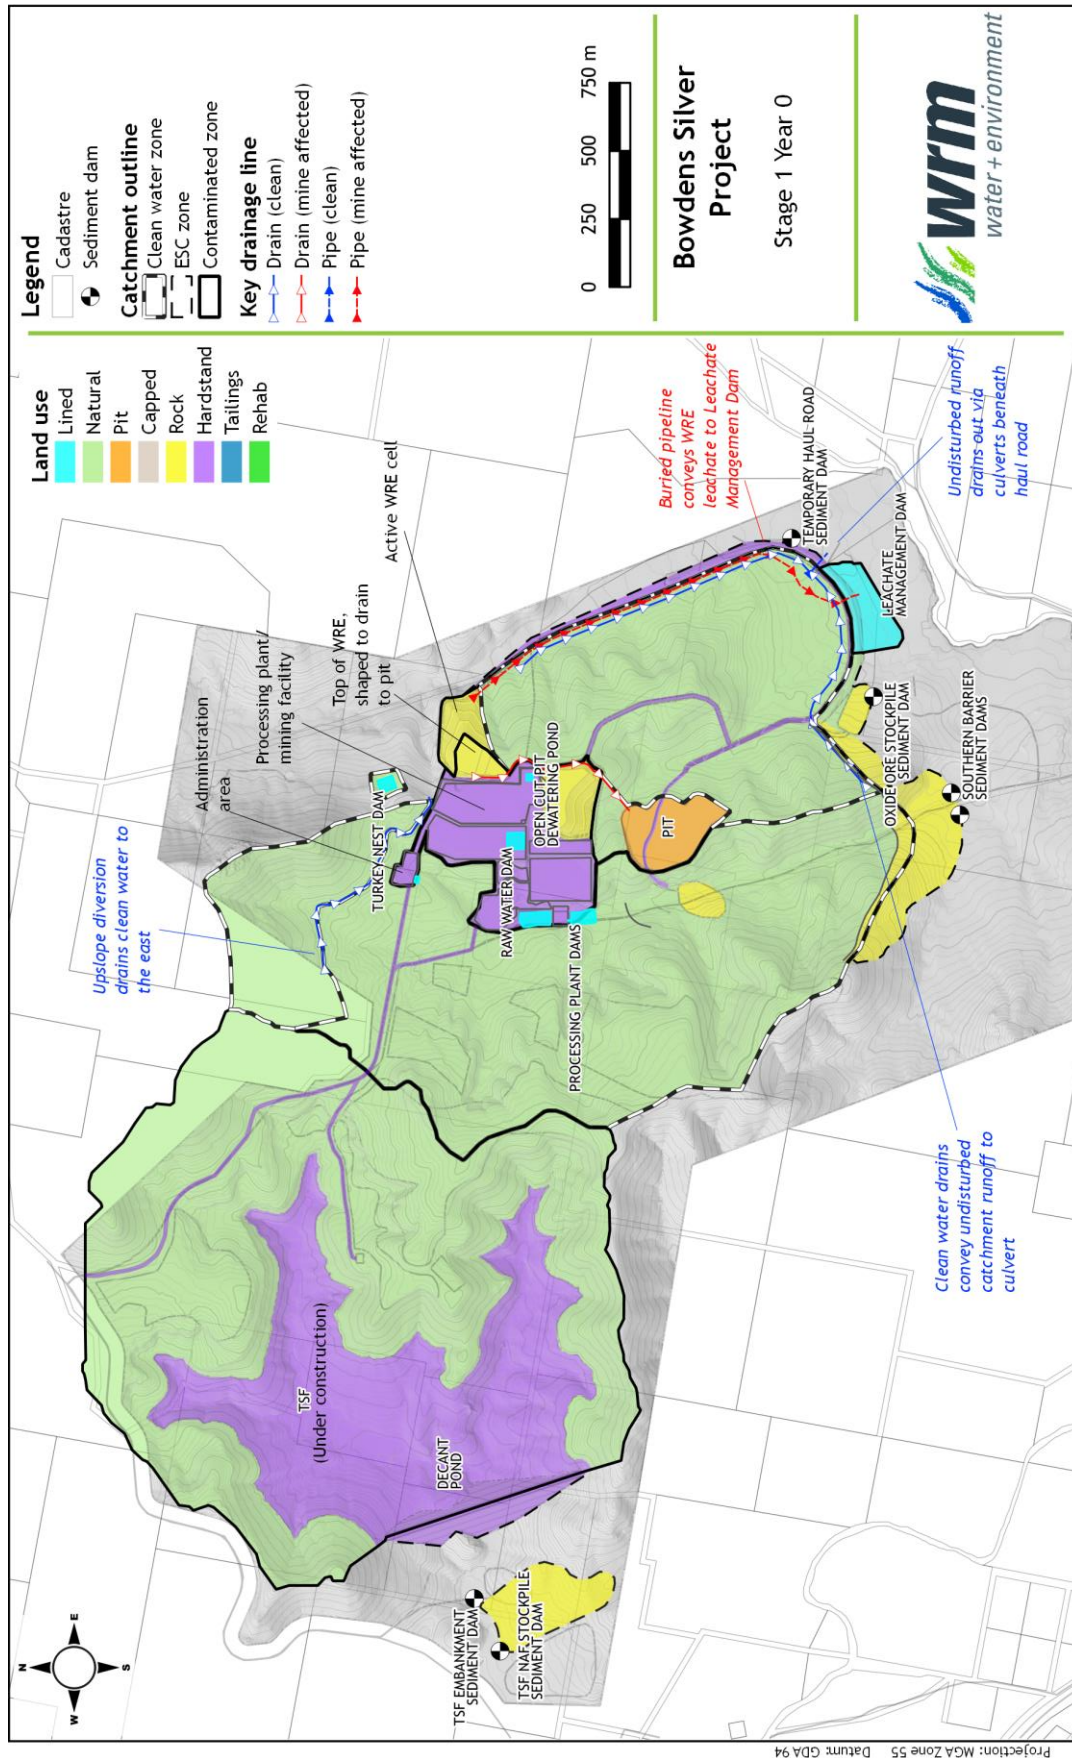 Legend
Cadastre
Sediment dam
Catchment outline
Clean water zone
ESC zone
Contaminated zone
Key drainage line
Drain (clean)
Drain (mine affected)
Pipe (clean)
Pipe (mine affected)
0 250 500 750 m
Bowdens Silver
Project
Stage 1 Year 0
wrm
water + environment
Land use
Lined
Natural
Pit
Capped
Rock
Hardstand
Tailings
Rehab
N
W
E
S
Upslope diversion
drains clean water to
the east
Administration
area
Processing plant/
mining facility
Top of WRE,
shaped to drain
to pit
Active WRE cell
TURKEY NEST DAM
RAW WATER DAM
OPEN CUT PIT
DEWATERING POND
PROCESSING PLANT DAMS
PIT
Buried pipeline
conveys WRE
leachate to Leachate
Management Dam
TEMPORARY HAUL ROAD
SEDIMENT DAM
LEACHATE
MANAGEMENT DAM
Undisturbed runoff
drains out via
culverts beneath
haul road
OXIDE ORE STOCKPILE
SEDIMENT DAM
SOUTHERN BARRIER
SEDIMENT DAMS
Clean water drains
convey undisturbed
catchment runoff to
culvert
TSF
(Under construction)
DECANT
POND
TSF EMBANKMENT
SEDIMENT DAM
TSF NAF STOCKPILE
SEDIMENT DAM
Projection: MGA Zone 55 Datum: GDA 94